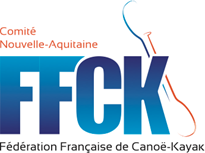 Comité
Nouvelle-Aquitaine
FFCK
Fédération Française de Canoë-Kayak